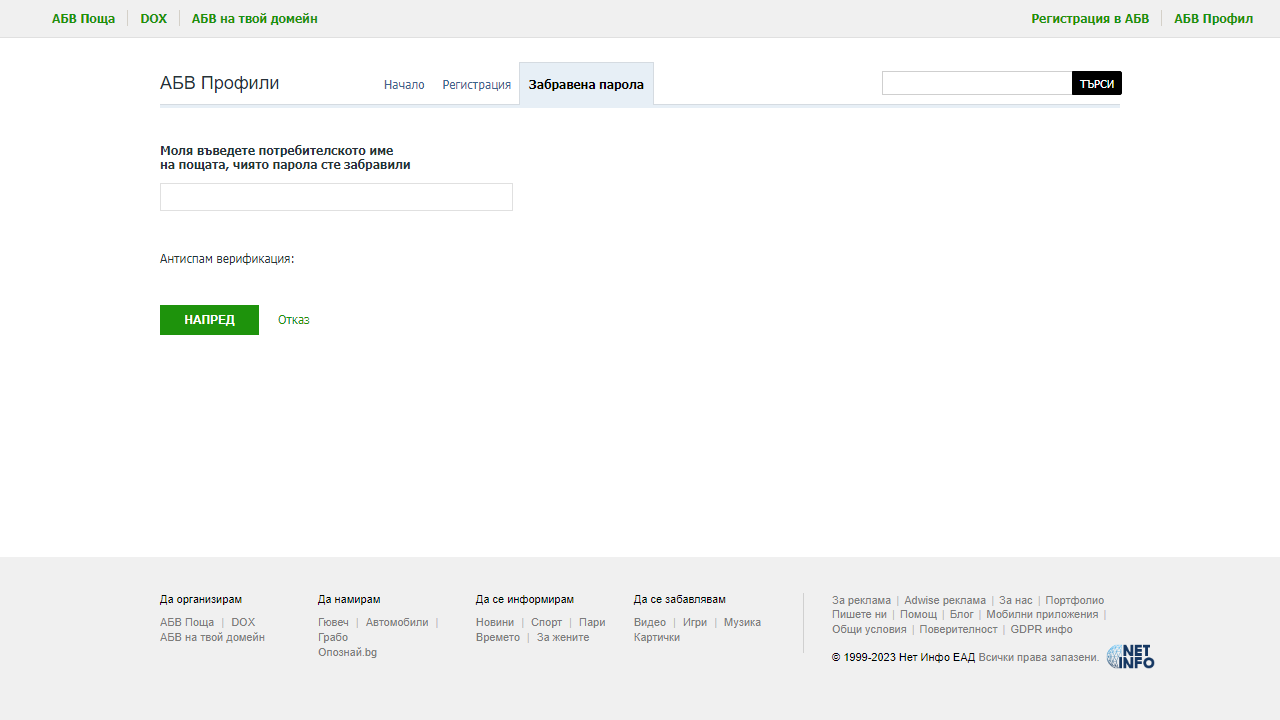 АБВ Поща DOX АБВ на твой домейн Регистрация в АБВ АБВ Профил
АБВ Профили Начало Регистрация Забравена парола ТЪРСИ
Моля въведете потребителското име
на пощата, чиято парола сте забравили
Антиспам верификация:
НАПРЕД Отказ
Да организирам
АБВ Поща | DOX
АБВ на твой домейн
Да намирам
Гювеч | Автомобили |
Грабо
Опознай.bg
Да се информирам
Новини | Спорт | Пари
Времето | За жените
Да се забавлявам
Видео | Игри | Музика
Картички
За реклама | Adwise реклама | За нас | Портфолио
Пишете ни | Помощ | Блог | Мобилни приложения |
Общи условия | Поверителност | GDPR инфо
© 1999-2023 Нет Инфо ЕАД Всички права запазени.
NET
INFO